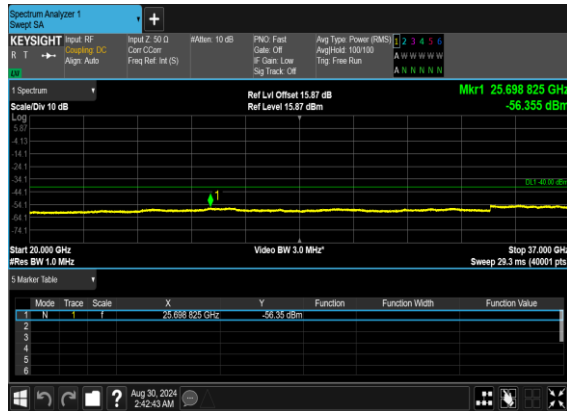 Spectrum Analyzer 1
Swept SA
+
KEYSIGHT Input: RF Input Z: 50 Ω #Atten: 10 dB PNO: Fast Avg Type: Power (RMS) 1 2 3 4 5 6
R T Coupling: DC Corr CCorr Gate: Off Avg|Hold: 100/100 A W W W W W
Align: Auto Freq Ref: Int (S) IF Gain: Low Trig: Free Run
LW Sig Track: Off A N N N N N
1 Spectrum Ref Lvl Offset 15.87 dB Mkr1 25.698 825 GHz
Scale/Div 10 dB Ref Level 15.87 dBm -56.355 dBm
Log
5.87
-4.13
-14.1
-24.1
-34.1
DL1 -40.00 dBm
-44.1
1
-54.1
-64.1
-74.1
Start 20.000 GHz Video BW 3.0 MHz* Stop 37.000 GHz
#Res BW 1.0 MHz Sweep 29.3 ms (40001 pts)
5 Marker Table
Mode Trace Scale X Y Function Function Width Function Value
1 N 1 f 25.698 825 GHz -56.35 dBm
2
3
4
5
6
? Aug 30, 2024
2:42:43 AM